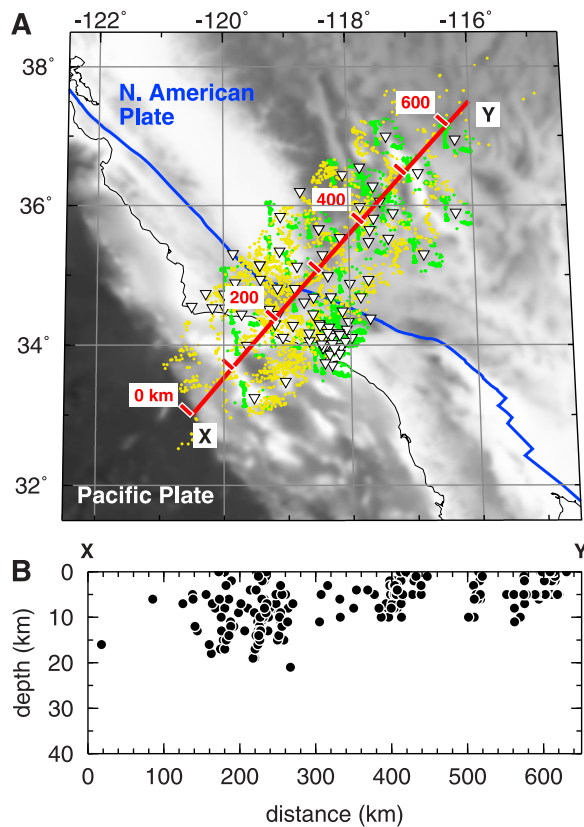 A
-122° -120° -118° -116°
38°
N. American
Plate
600
Y
36°
400
200
34°
0 km
X
32°
Pacific Plate
X Y
B
0
10
20
30
40
depth (km)
0 100 200 300 400 500 600
distance (km)